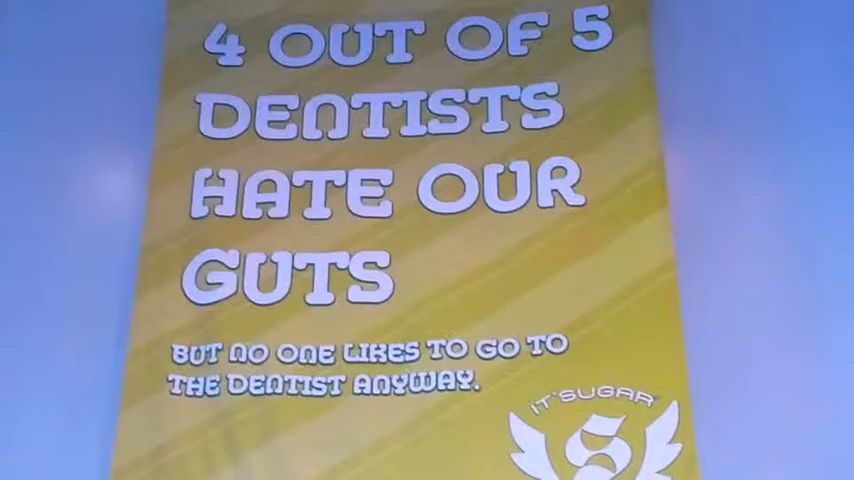 4 OUT OF 5
DENTISTS
HATE OUR
GUTS
BUT NO ONE LIKES TO GO TO
THE DENTIST ANYWAY.
IT'SUGAR
S